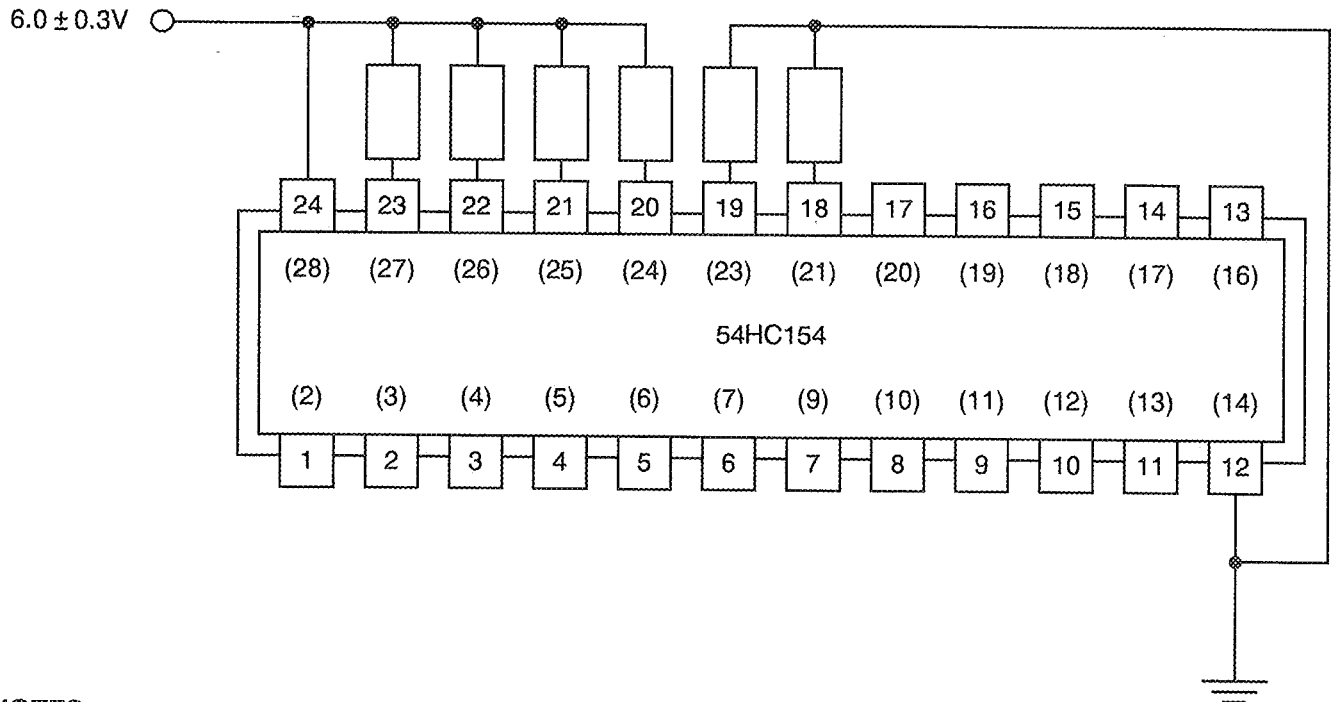 6.0 ± 0.3V
24 23 22 21 20 19 18 17 16 15 14 13
(28) (27) (26) (25) (24) (23) (21) (20) (19) (18) (17) (16)
54HC154
(2) (3) (4) (5) (6) (7) (9) (10) (11) (12) (13) (14)
1 2 3 4 5 6 7 8 9 10 11 12